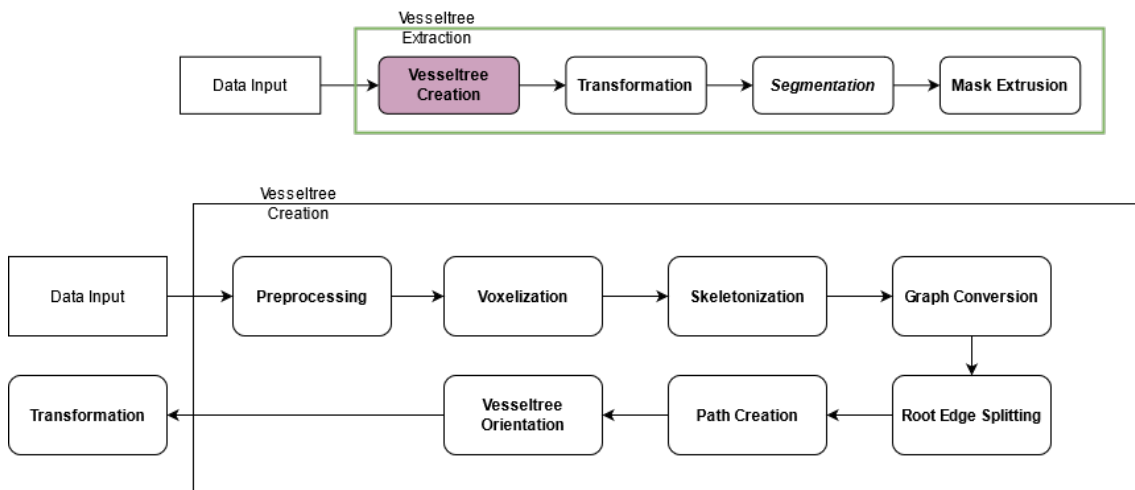 Vesseltree
Extraction
Data Input
Vesseltree
Creation
Transformation
Segmentation
Mask Extrusion
Vesseltree
Creation
Data Input
Preprocessing
Voxelization
Skeletonization
Graph Conversion
Transformation
Vesseltree
Orientation
Path Creation
Root Edge Splitting